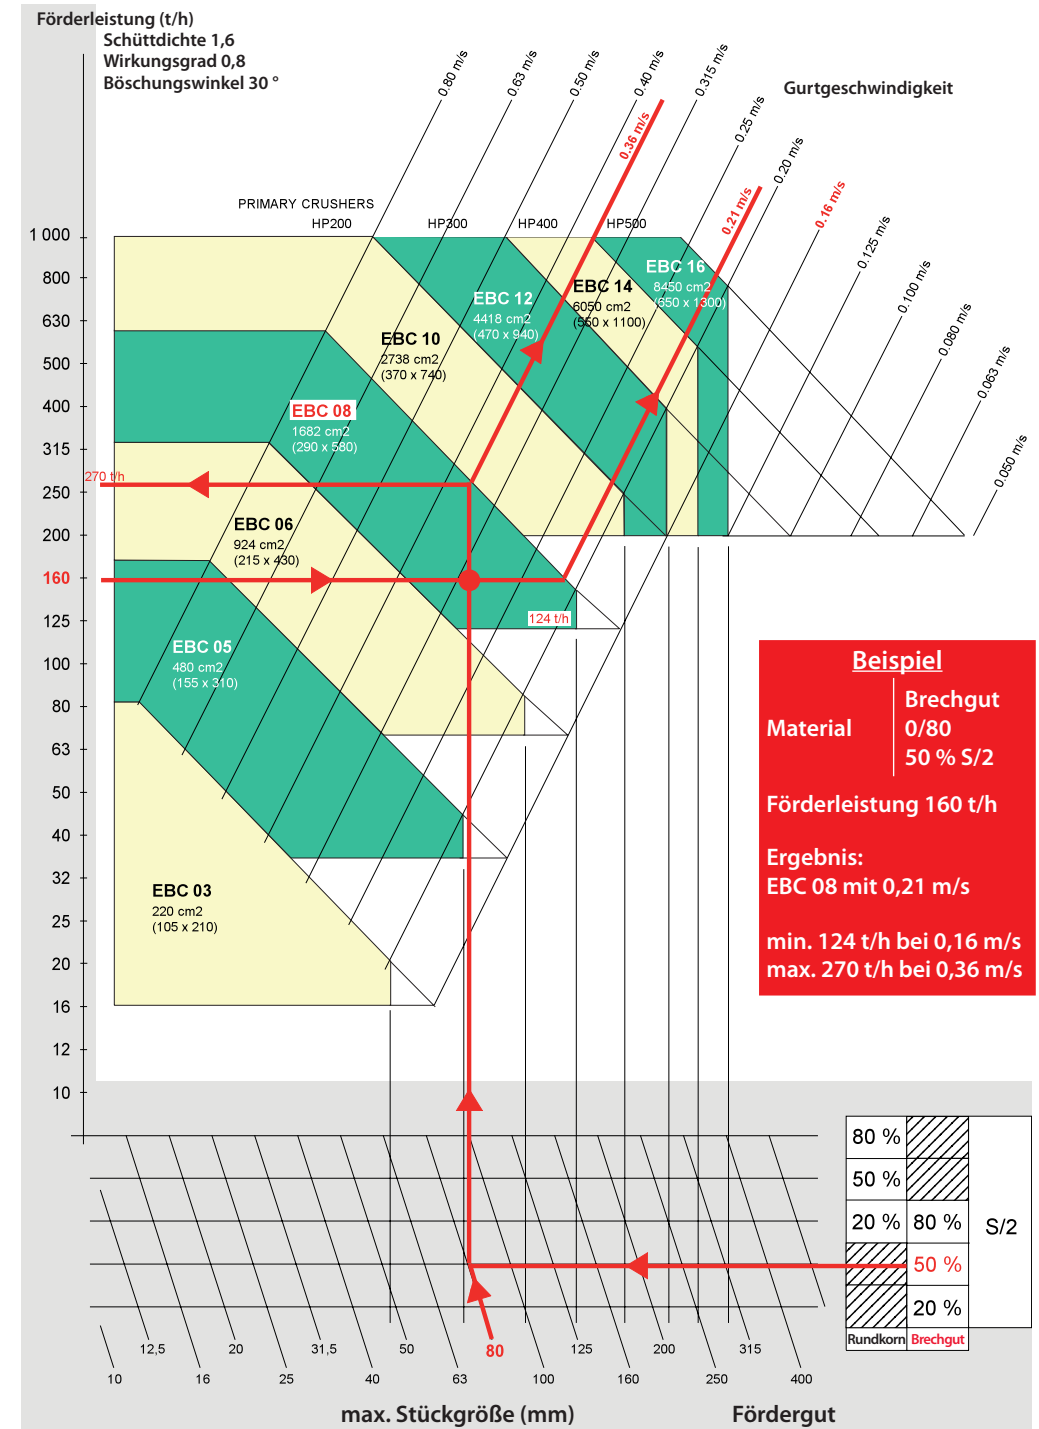 Förderleistung (t/h)
Schüttdichte 1,6
Wirkungsgrad 0,8
Böschungswinkel 30 °
0.80 m/s
0.63 m/s
0.50 m/s
0.40 m/s
0.315 m/s
0.36 m/s
0.25 m/s
Gurtgeschwindigkeit
0.20 m/s
0.21 m/s
0.16 m/s
0.125 m/s
0.100 m/s
0.080 m/s
0.063 m/s
0.050 m/s
PRIMARY CRUSHERS
HP200
HP300
HP400
HP500
1 000
800
630
500
400
315
250
200
160
125
100
80
63
50
40
32
25
20
16
12
10
EBC 16
8450 cm2
(650 x 1300)
EBC 14
6050 cm2
(550 x 1100)
EBC 12
4418 cm2
(470 x 940)
EBC 10
2738 cm2
(370 x 740)
EBC 08
1682 cm2
(290 x 580)
270 t/h
EBC 06
924 cm2
(215 x 430)
124 t/h
EBC 05
480 cm2
(155 x 310)
EBC 03
220 cm2
(105 x 210)
Beispiel
Material
Brechgut
0/80
50 % S/2
Förderleistung 160 t/h
Ergebnis:
EBC 08 mit 0,21 m/s
min. 124 t/h bei 0,16 m/s
max. 270 t/h bei 0,36 m/s
80 %
50 %
20 % 80 %
S/2
50 %
20 %
Rundkorn Brechgut
12,5 20 31,5 50 80 125 200 315
10 16 25 40 63 100 160 250 400
max. Stückgröße (mm)
Fördergut